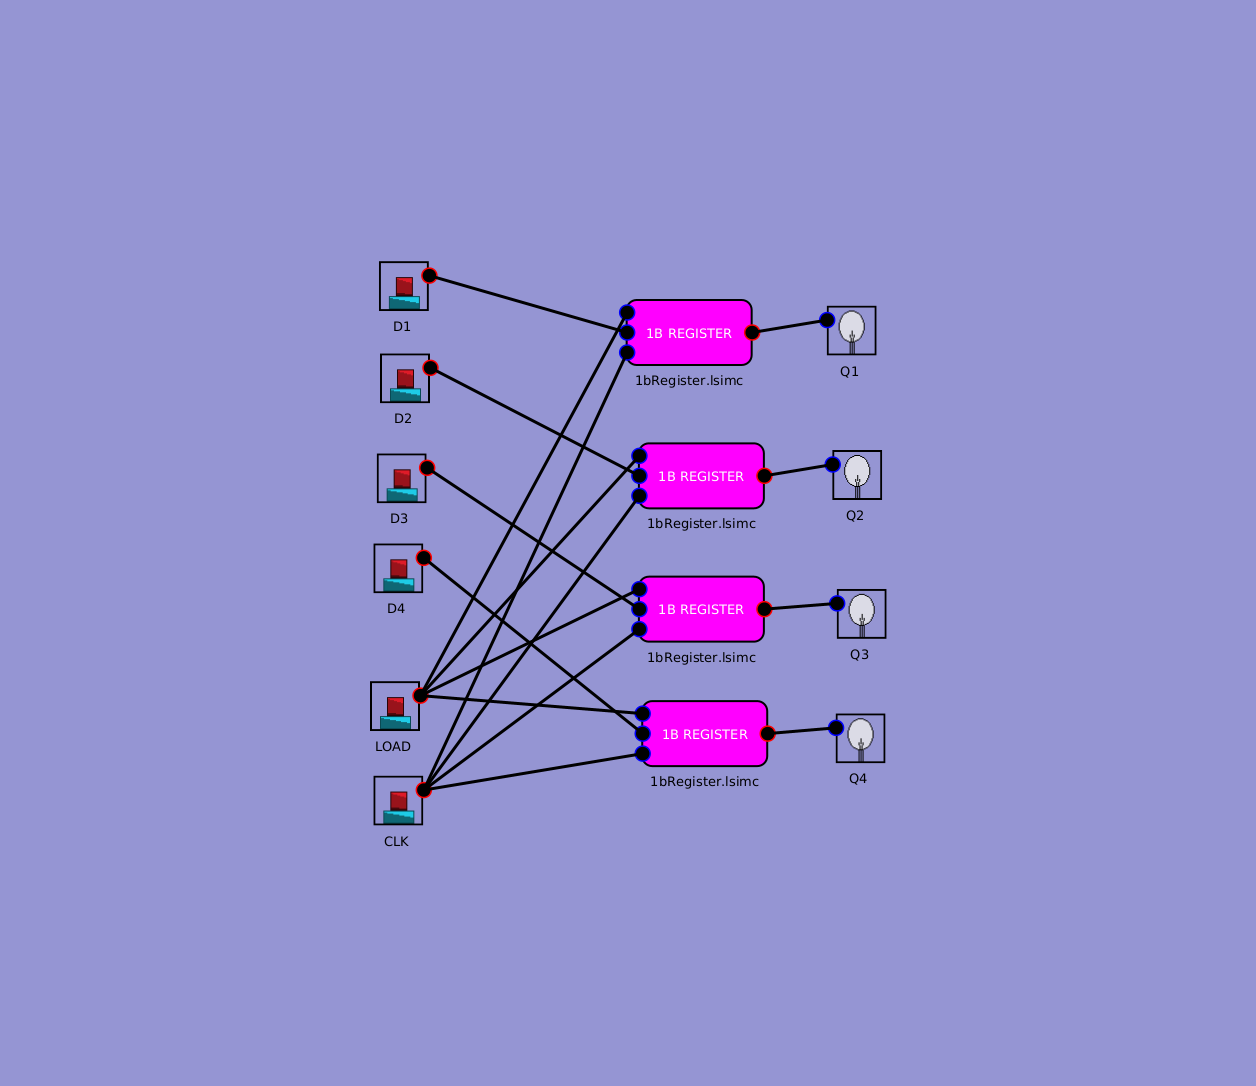 D1
1B REGISTER
1bRegister.lsimc
Q1
D2
1B REGISTER
1bRegister.lsimc
Q2
D3
D4
1B REGISTER
1bRegister.lsimc
Q3
LOAD
1B REGISTER
1bRegister.lsimc
Q4
CLK